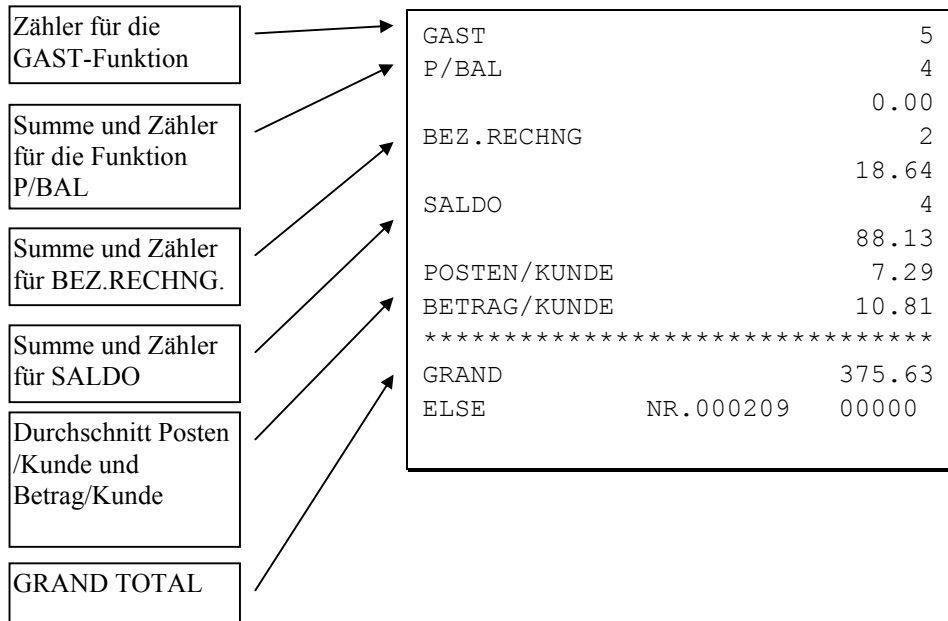 Zähler für die
GAST-Funktion
Summe und Zähler
für die Funktion
P/BAL
Summe und Zähler
für BEZ.RECHNG.
Summe und Zähler
für SALDO
Durchschnitt Posten
/Kunde und
Betrag/Kunde
GRAND TOTAL
GAST 5
P/BAL 4
0.00
BEZ.RECHNG 2
18.64
SALDO 4
88.13
POSTEN/KUNDE 7.29
BETRAG/KUNDE 10.81
********************************
GRAND 375.63
ELSE NR.000209 00000